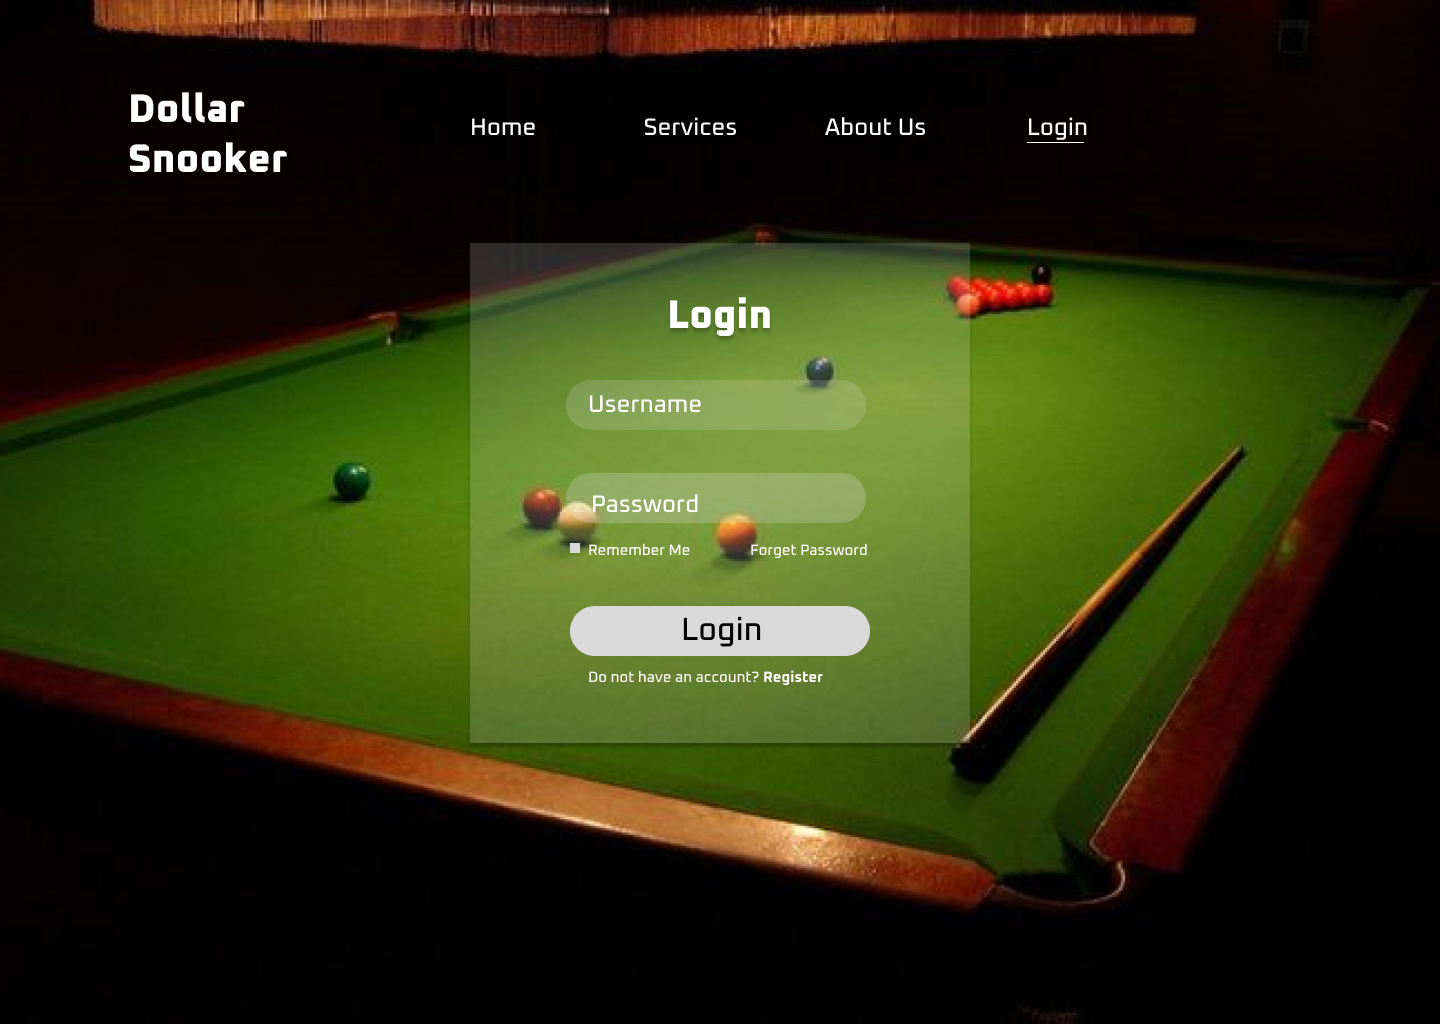 Dollar
Snooker
Home Services About Us Login
Login
Username
Password
Remember Me Forget Password
Login
Do not have an account? Register